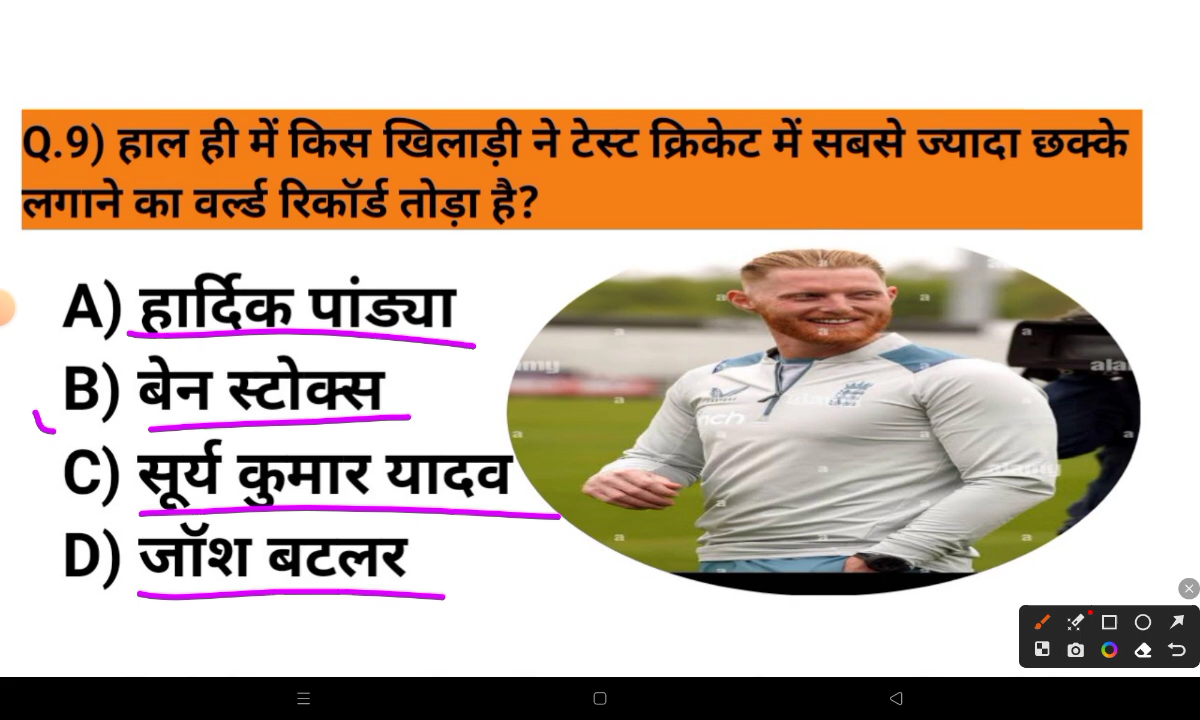 Q.9) हाल ही में किस खिलाड़ी ने टेस्ट क्रिकेट में सबसे ज्यादा छक्के
लगाने का वर्ल्ड रिकॉर्ड तोड़ा है?
A) हार्दिक पांड्या
B) बेन स्टोक्स
C) सूर्य कुमार यादव
D) जॉश बटलर